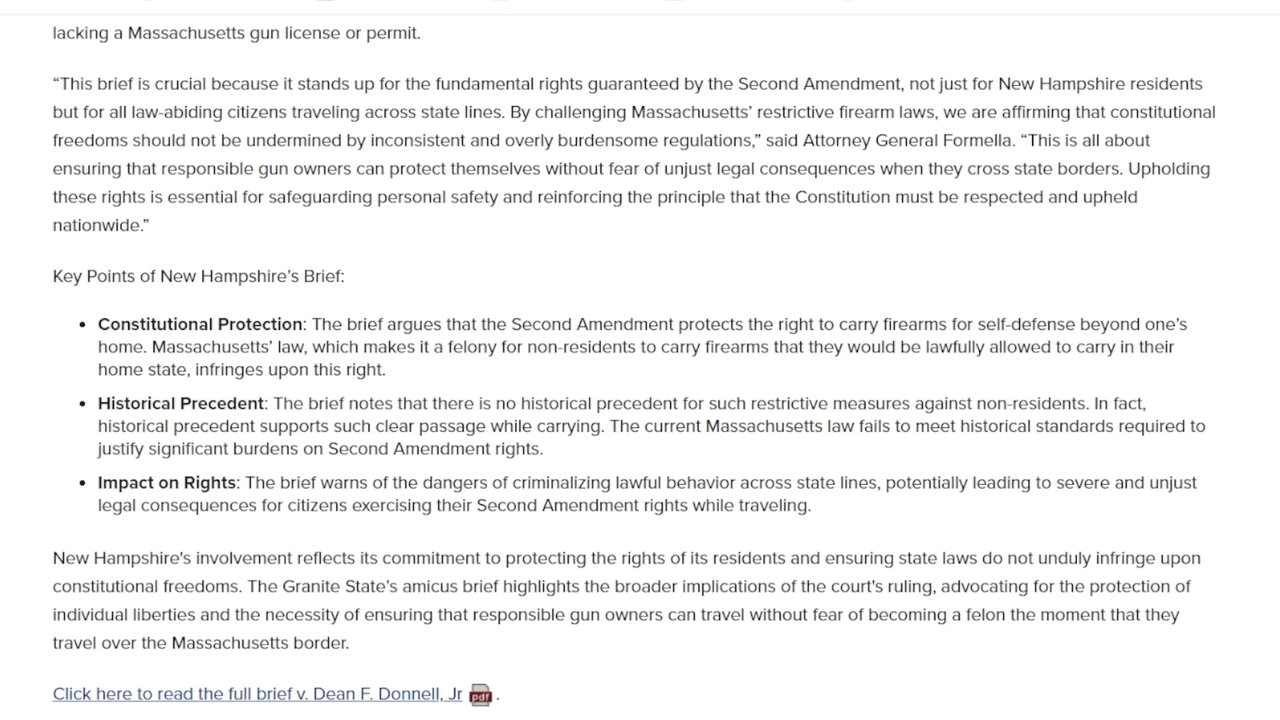 lacking a Massachusetts gun license or permit.
“This brief is crucial because it stands up for the fundamental rights guaranteed by the Second Amendment, not just for New Hampshire residents
but for all law-abiding citizens traveling across state lines. By challenging Massachusetts’ restrictive firearm laws, we are affirming that constitutional
freedoms should not be undermined by inconsistent and overly burdensome regulations,” said Attorney General Formella. “This is all about
ensuring that responsible gun owners can protect themselves without fear of unjust legal consequences when they cross state borders. Upholding
these rights is essential for safeguarding personal safety and reinforcing the principle that the Constitution must be respected and upheld
nationwide.”
Key Points of New Hampshire’s Brief:
• Constitutional Protection: The brief argues that the Second Amendment protects the right to carry firearms for self-defense beyond one’s
home. Massachusetts’ law, which makes it a felony for non-residents to carry firearms that they would be lawfully allowed to carry in their
home state, infringes upon this right.
• Historical Precedent: The brief notes that there is no historical precedent for such restrictive measures against non-residents. In fact,
historical precedent supports such clear passage while carrying. The current Massachusetts law fails to meet historical standards required to
justify significant burdens on Second Amendment rights.
• Impact on Rights: The brief warns of the dangers of criminalizing lawful behavior across state lines, potentially leading to severe and unjust
legal consequences for citizens exercising their Second Amendment rights while traveling.
New Hampshire's involvement reflects its commitment to protecting the rights of its residents and ensuring state laws do not unduly infringe upon
constitutional freedoms. The Granite State’s amicus brief highlights the broader implications of the court's ruling, advocating for the protection of
individual liberties and the necessity of ensuring that responsible gun owners can travel without fear of becoming a felon the moment that they
travel over the Massachusetts border.
Click here to read the full brief v. Dean F. Donnell, Jr pdf .